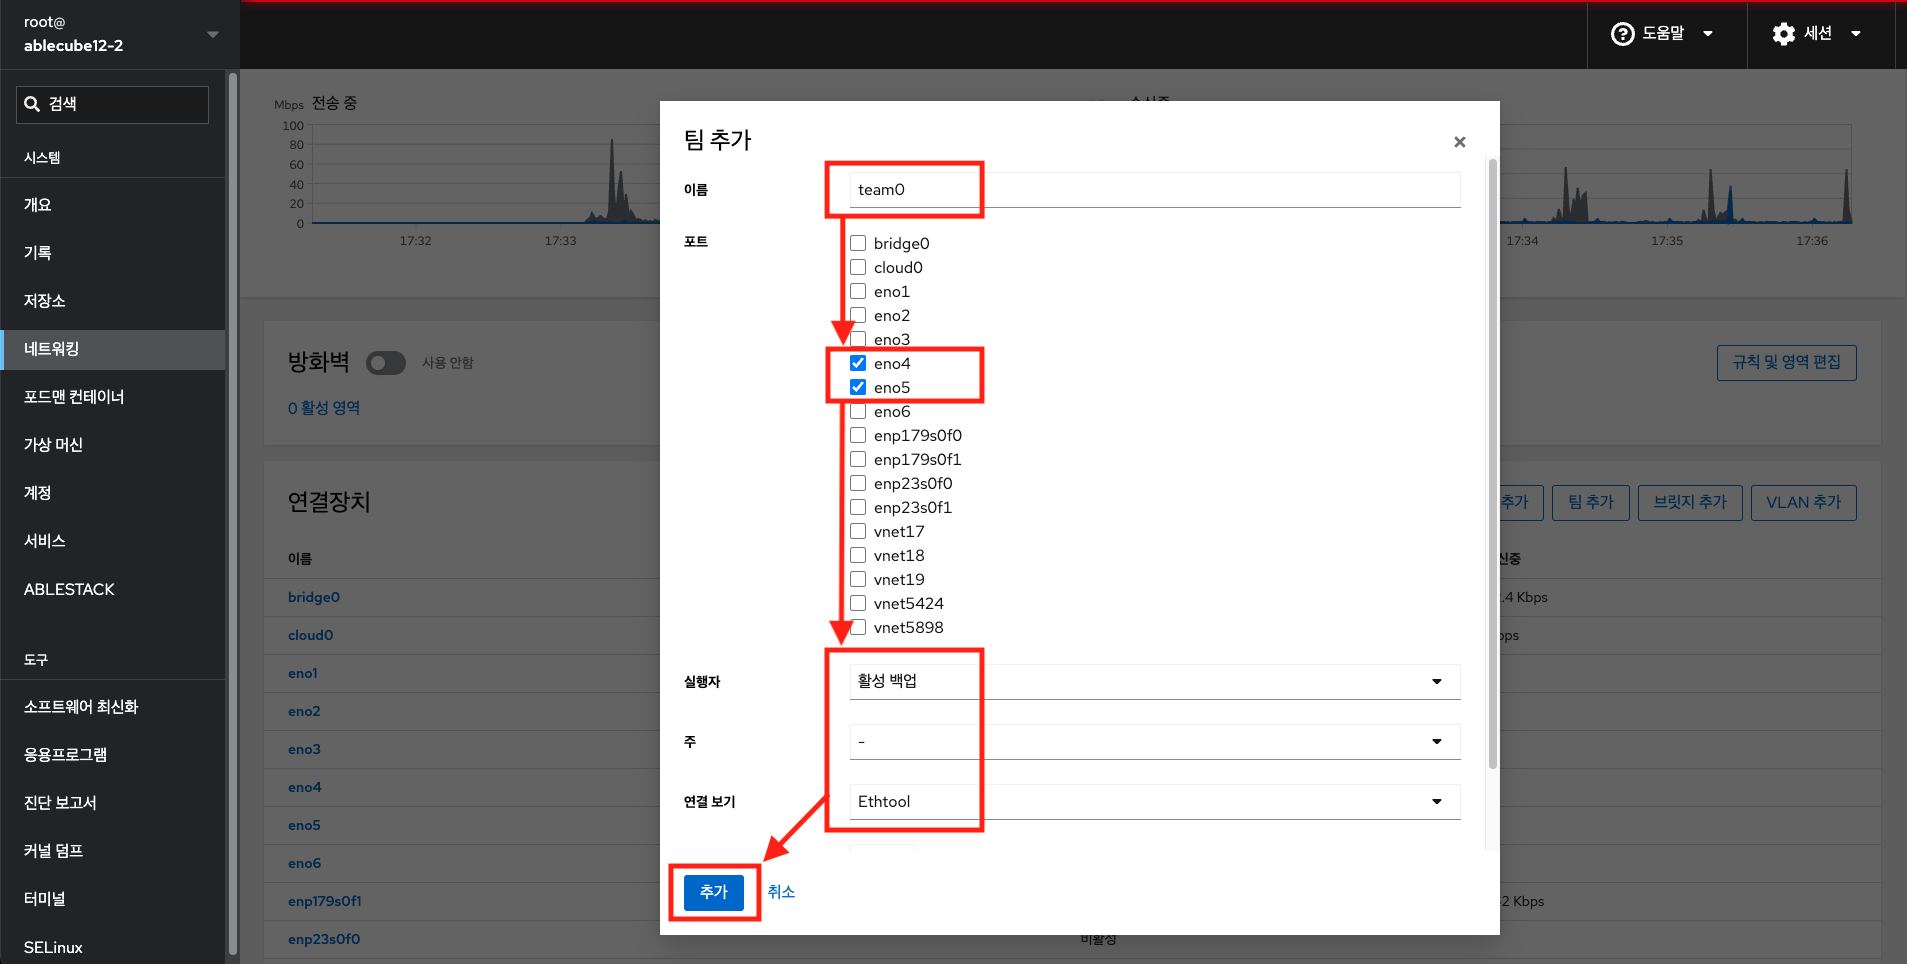 root@
ablecube12-2
도움말
세션
검색
시스템
개요
기록
저장소
네트워킹
포드맨 컨테이너
가상 머신
계정
서비스
ABLESTACK
도구
소프트웨어 최신화
응용프로그램
진단 보고서
커널 덤프
터미널
SELinux
Mbps 전송 중
100
80
60
40
20
0
17:32
17:33
17:34
17:35
17:36
방화벽
사용 안함
0 활성 영역
규칙 및 영역 편집
연결장치
추가
팀 추가
브릿지 추가
VLAN 추가
이름
bridge0
.4 Kbps
cloud0
eno1
eno2
eno3
eno4
eno5
eno6
enp179s0f1
2 Kbps
enp23s0f0
비활성
팀 추가
×
이름
team0
포트
bridge0
cloud0
eno1
eno2
eno3
eno4
eno5
eno6
enp179s0f0
enp179s0f1
enp23s0f0
enp23s0f1
vnet17
vnet18
vnet19
vnet5424
vnet5898
실행자
활성 백업
주
-
연결 보기
Ethtool
추가
취소